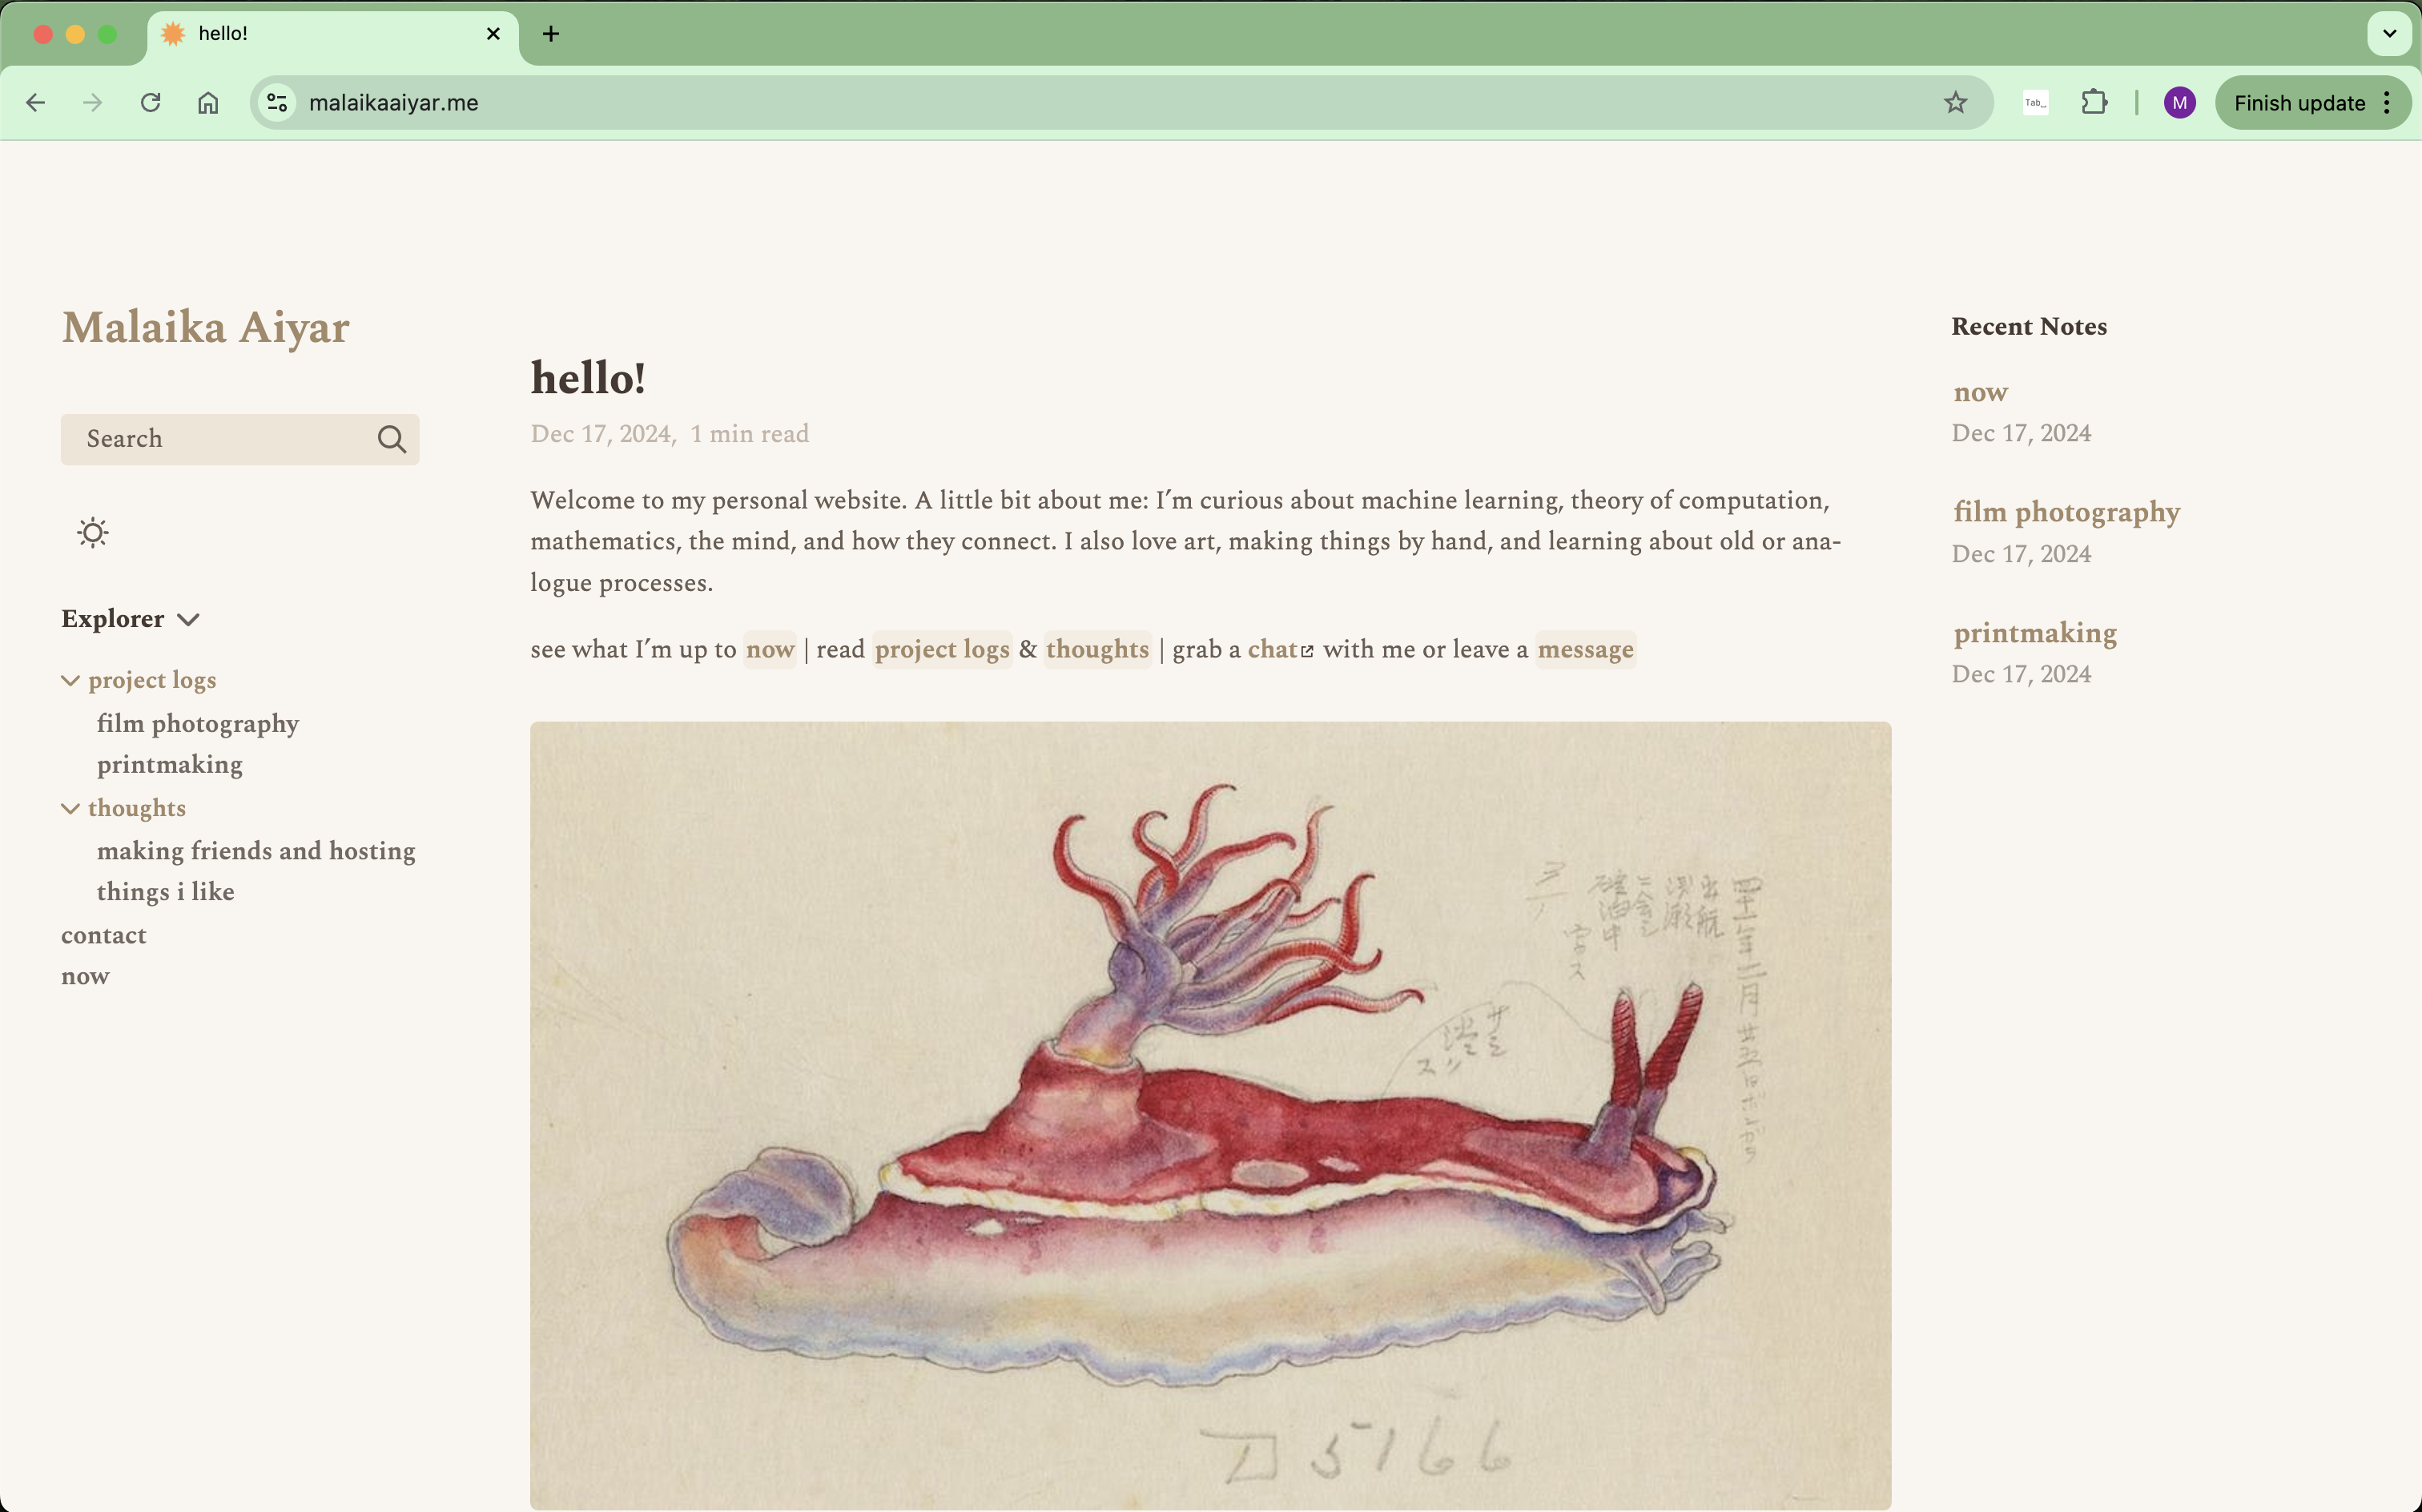 hello!
malaikaaiyar.me
Tab_
M
Finish update
Malaika Aiyar
Search
Explorer
project logs
film photography
printmaking
thoughts
making friends and hosting
things i like
contact
now
hello!
Dec 17, 2024, 1 min read
Welcome to my personal website. A little bit about me: I’m curious about machine learning, theory of computation,
mathematics, the mind, and how they connect. I also love art, making things by hand, and learning about old or ana-
logue processes.
see what I’m up to now | read project logs & thoughts | grab a chat with me or leave a message
5166
Recent Notes
now
Dec 17, 2024
film photography
Dec 17, 2024
printmaking
Dec 17, 2024